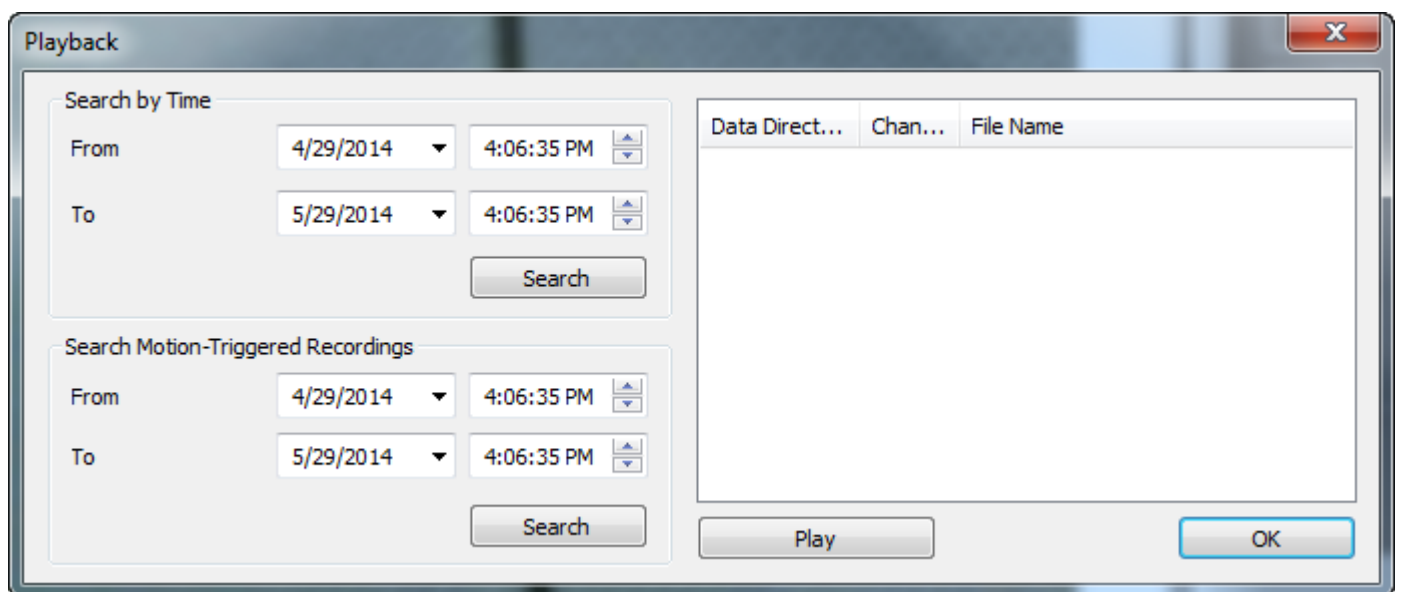 Playback
Search by Time
From 4/29/2014 4:06:35 PM
To 5/29/2014 4:06:35 PM
Search
Search Motion-Triggered Recordings
From 4/29/2014 4:06:35 PM
To 5/29/2014 4:06:35 PM
Search
Data Direct... Chan... File Name
Play OK